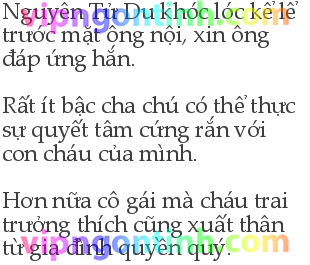 Nguyên Tử Du khóc lóc kể lể
trước mặt ông nội, xin ông
đáp ứng hắn.
Rất ít bậc cha chú có thể thực
sự quyết tâm cứng rắn với
con cháu của mình.
Hơn nữa cô gái mà cháu trai
trưởng thích cũng xuất thân
từ gia đình quyền quý.
vipngontinh.com
vipngontinh.com